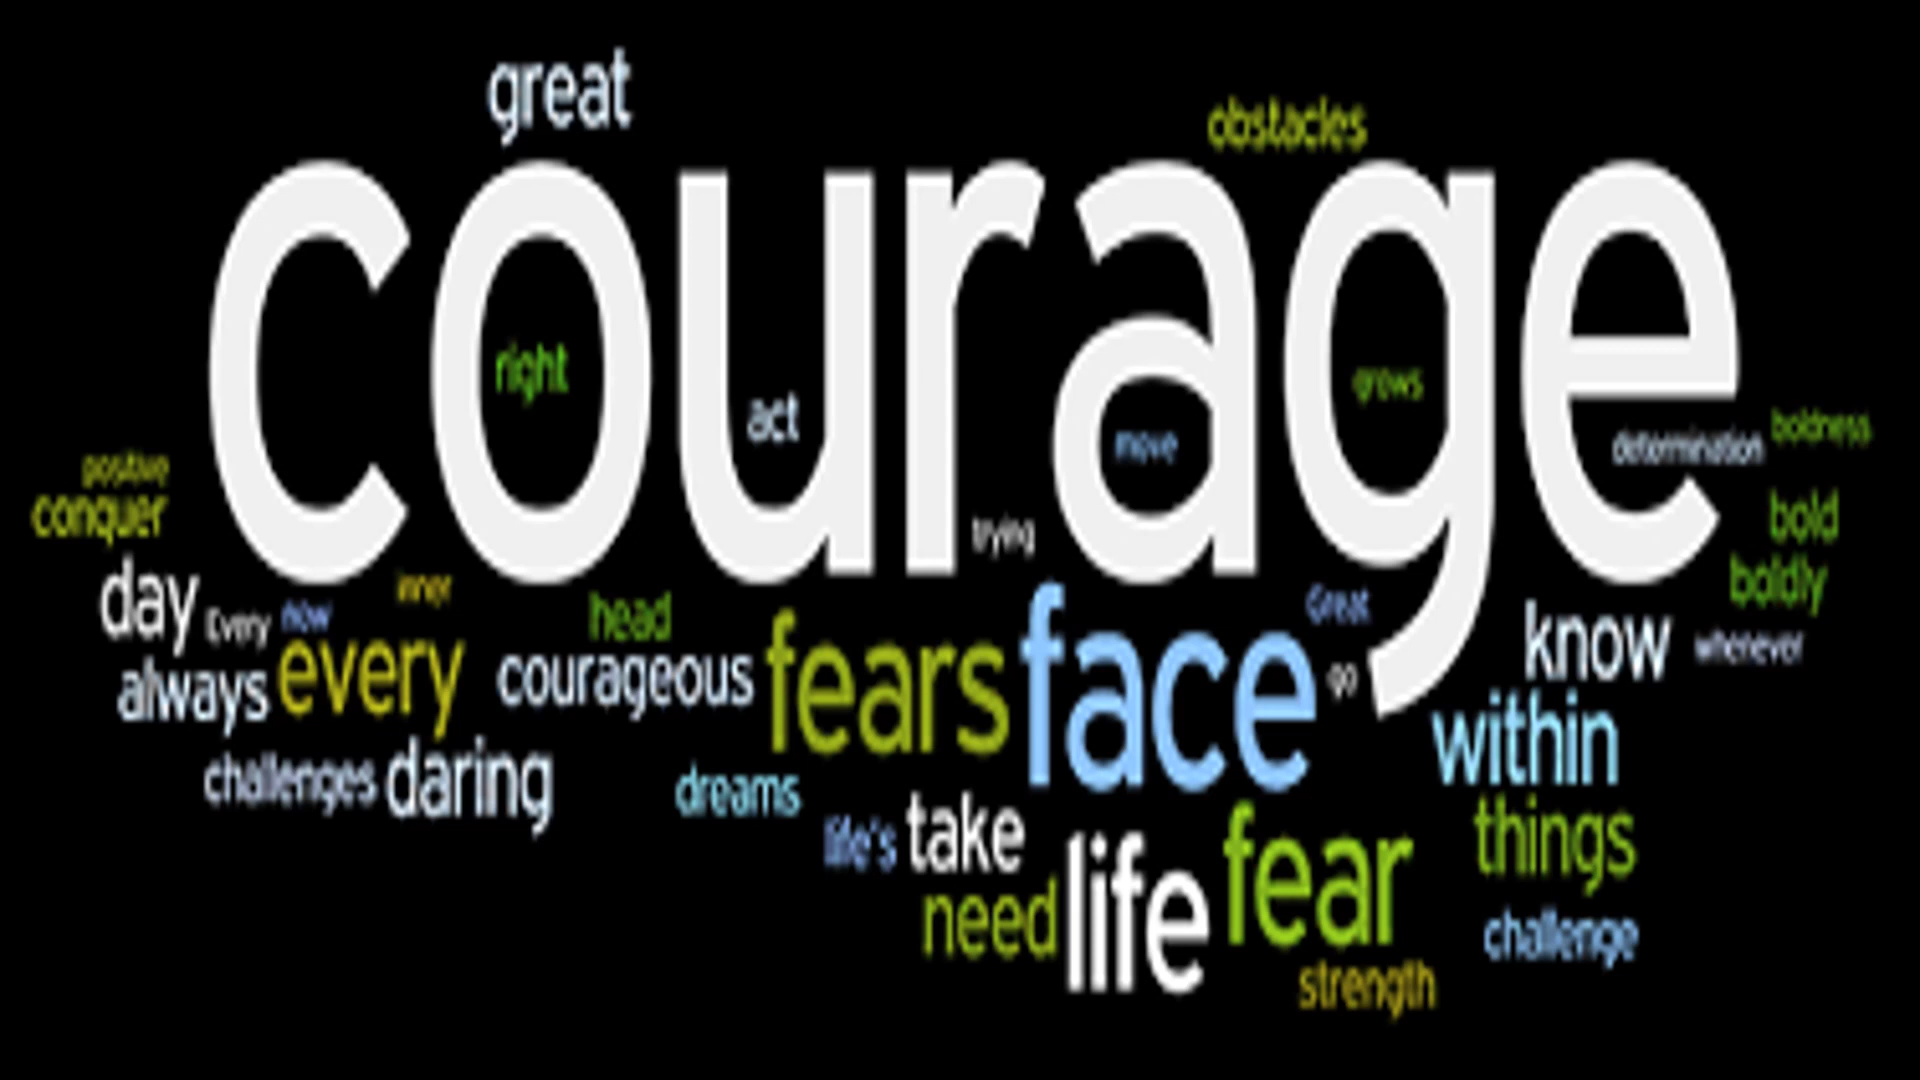 great
obstacles
courage
right
grows
act
move
determination
boldness
positive
conquer
bold
trying
day
Every
now
inner
head
Great
boldly
know
whenever
always
every
courageous
fears
face
go
within
challenges
daring
dreams
life's
take
things
need
life
fear
challenge
strength